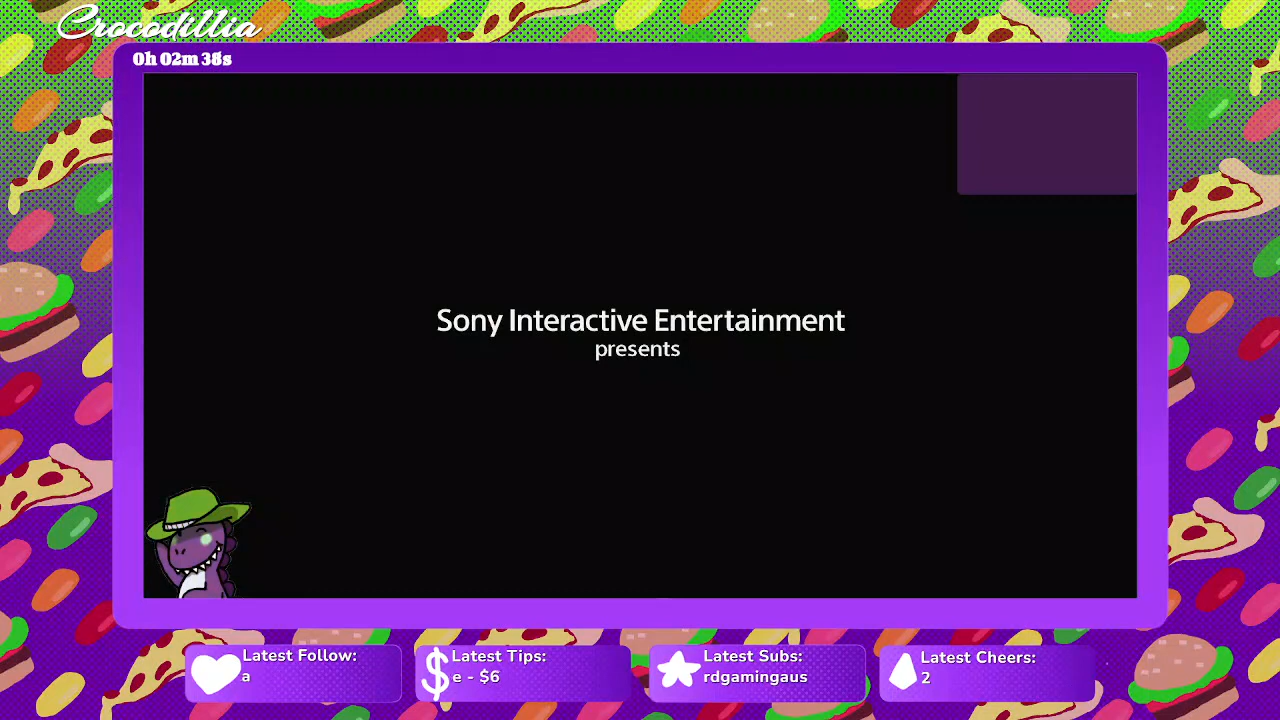 Crocodillia
0h 02m 38s
Sony Interactive Entertainment
presents
Latest Follow:
a
Latest Tips:
e - $6
Latest Subs:
rdgamingaus
Latest Cheers:
2